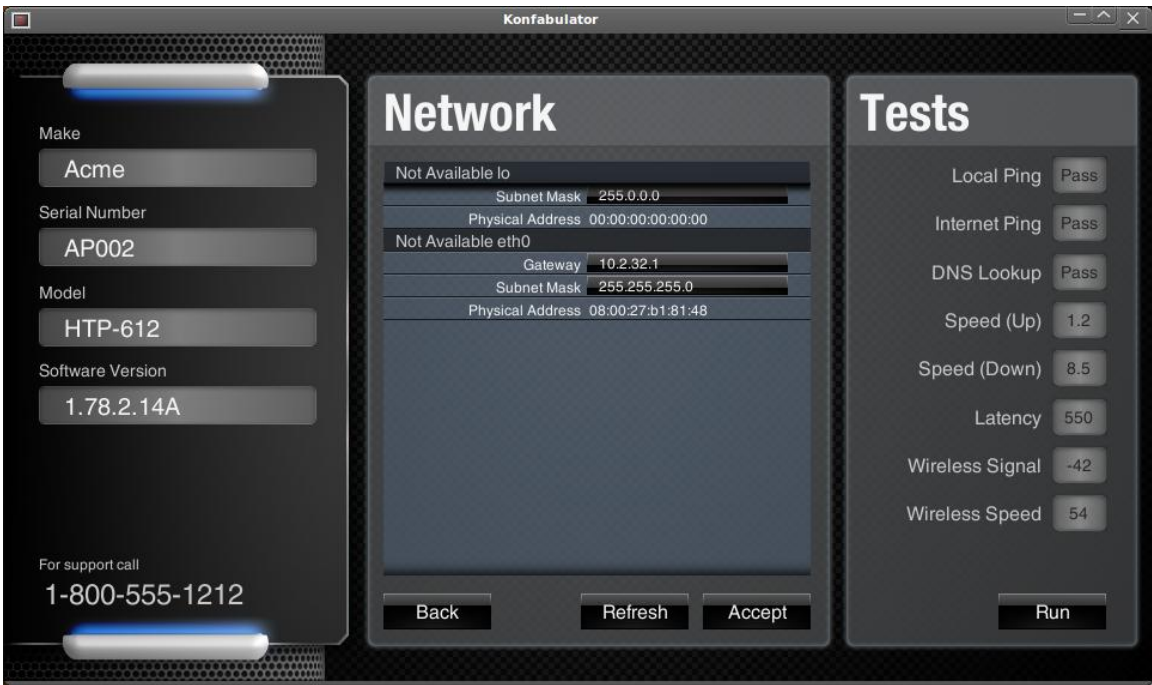 Konfabulator
Make
Acme
Serial Number
AP002
Model
HTP-612
Software Version
1.78.2.14A
For support call
1-800-555-1212
Network
Not Available lo
Subnet Mask 255.0.0.0
Physical Address 00:00:00:00:00:00
Not Available eth0
Gateway 10.2.32.1
Subnet Mask 255.255.255.0
Physical Address 08:00:27:b1:81:48
Back Refresh Accept
Tests
Local Ping Pass
Internet Ping Pass
DNS Lookup Pass
Speed (Up) 1.2
Speed (Down) 8.5
Latency 550
Wireless Signal -42
Wireless Speed 54
Run